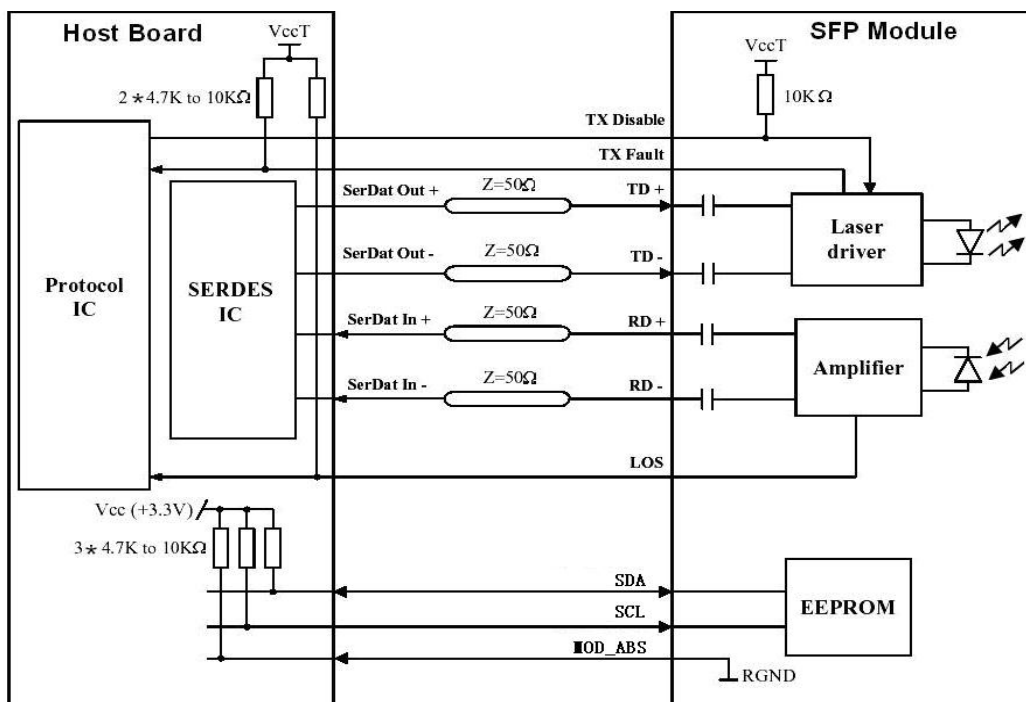 Host Board
SFP Module
VccT
VccT
2*4.7K to 10KΩ
10KΩ
TX Disable
TX Fault
SerDat Out +
Z=50Ω
TD +
Laser
driver
SerDat Out -
Z=50Ω
TD -
Protocol
IC
SERDES
IC
SerDat In +
Z=50Ω
RD +
Amplifier
SerDat In -
Z=50Ω
RD -
LOS
Vcc (+3.3V)
3*4.7K to 10KΩ
SDA
EEPROM
SCL
MOD_ABS
RGND